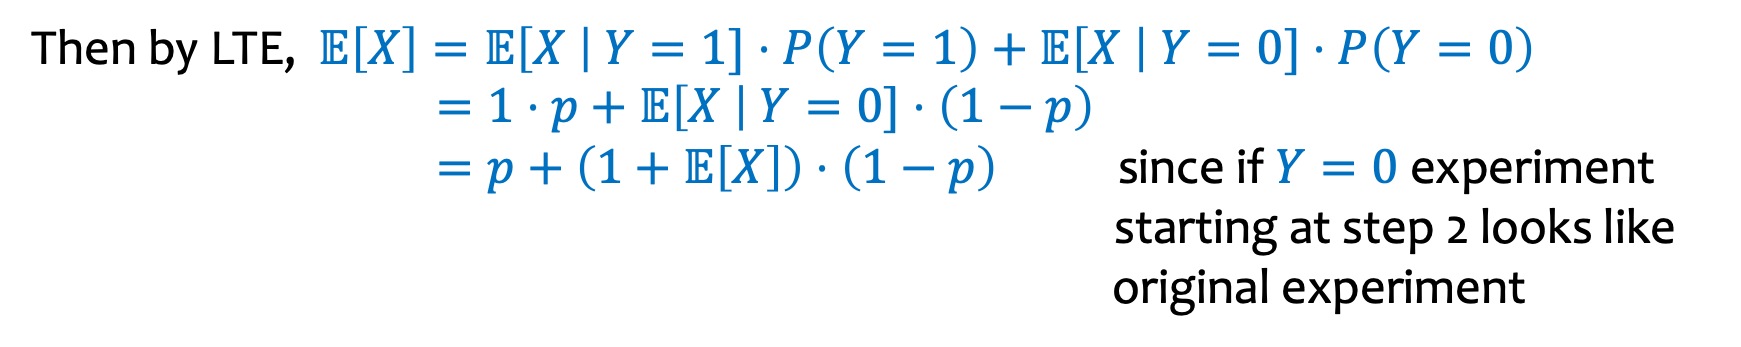 Then by LTE, 𝔼[X] = 𝔼[X | Y = 1] · P(Y = 1) + 𝔼[X | Y = 0] · P(Y = 0)
= 1 · p + 𝔼[X | Y = 0] · (1 − p)
= p + (1 + 𝔼[X]) · (1 − p) since if Y = 0 experiment
starting at step 2 looks like
original experiment